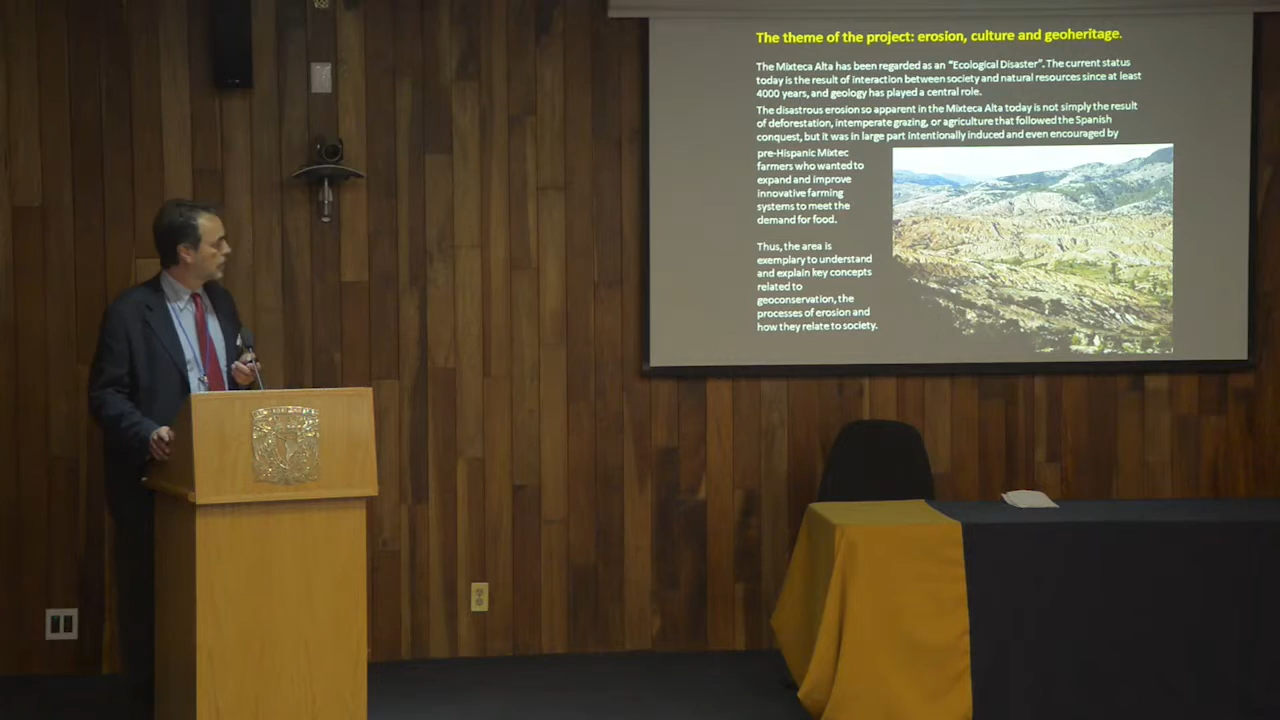 The theme of the project: erosion, culture and geoheritage.
The Mixteca Alta has been regarded as an “Ecological Disaster”. The current status
today is the result of interaction between society and natural resources since at least
4000 years, and geology has played a central role.
The disastrous erosion so apparent in the Mixteca Alta today is not simply the result
of deforestation, intemperate grazing, or agriculture that followed the Spanish
conquest, but it was in large part intentionally induced and even encouraged by
pre-Hispanic Mixtec
farmers who wanted to
expand and improve
innovative farming
systems to meet the
demand for food.
Thus, the area is
exemplary to understand
and explain key concepts
related to
geoconservation, the
processes of erosion and
how they relate to society.